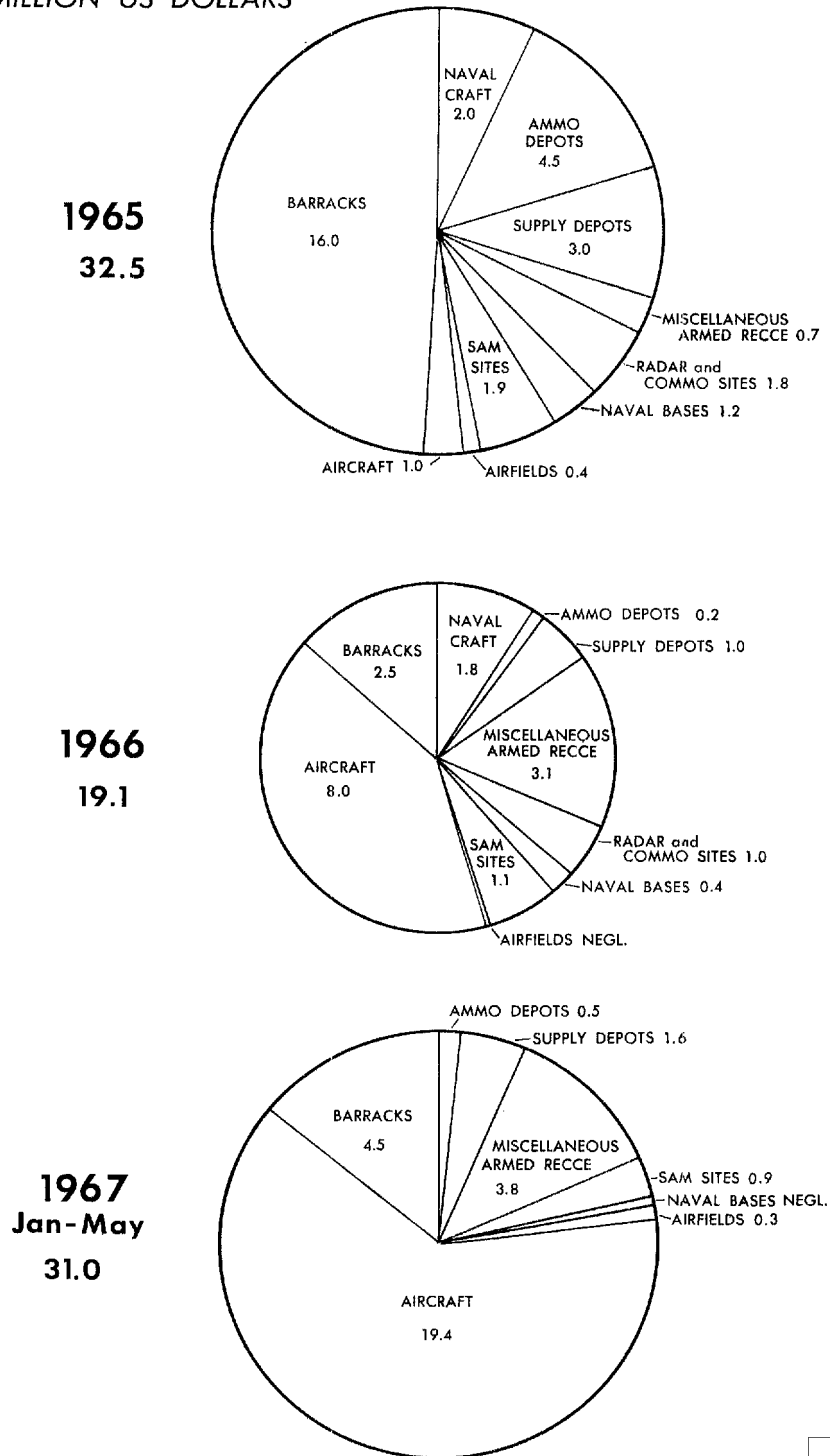 MILLION US DOLLARS
1965
32.5
NAVAL
CRAFT
2.0
AMMO
DEPOTS
4.5
SUPPLY DEPOTS
3.0
MISCELLANEOUS
ARMED RECCE 0.7
RADAR and
COMMO SITES 1.8
NAVAL BASES 1.2
SAM
SITES
1.9
AIRFIELDS 0.4
AIRCRAFT 1.0
BARRACKS
16.0
1966
19.1
NAVAL
CRAFT
1.8
AMMO DEPOTS 0.2
SUPPLY DEPOTS 1.0
MISCELLANEOUS
ARMED RECCE
3.1
RADAR and
COMMO SITES 1.0
NAVAL BASES 0.4
SAM
SITES
1.1
AIRFIELDS NEGL.
AIRCRAFT
8.0
BARRACKS
2.5
1967
Jan-May
31.0
AMMO DEPOTS 0.5
SUPPLY DEPOTS 1.6
MISCELLANEOUS
ARMED RECCE
3.8
SAM SITES 0.9
NAVAL BASES NEGL.
AIRFIELDS 0.3
AIRCRAFT
19.4
BARRACKS
4.5